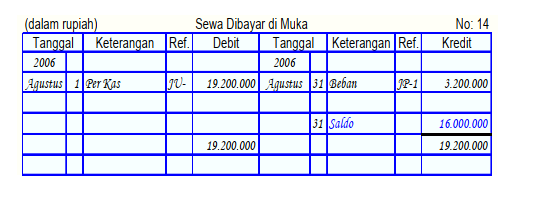 (dalam rupiah) Sewa Dibayar di Muka No: 14
Tanggal Keterangan Ref. Debit Tanggal Keterangan Ref. Kredit
2006 2006
Agustus 1 Per Kas JU- 19.200.000 Agustus 31 Beban JP-1 3.200.000
31 Saldo 16.000.000
19.200.000 19.200.000